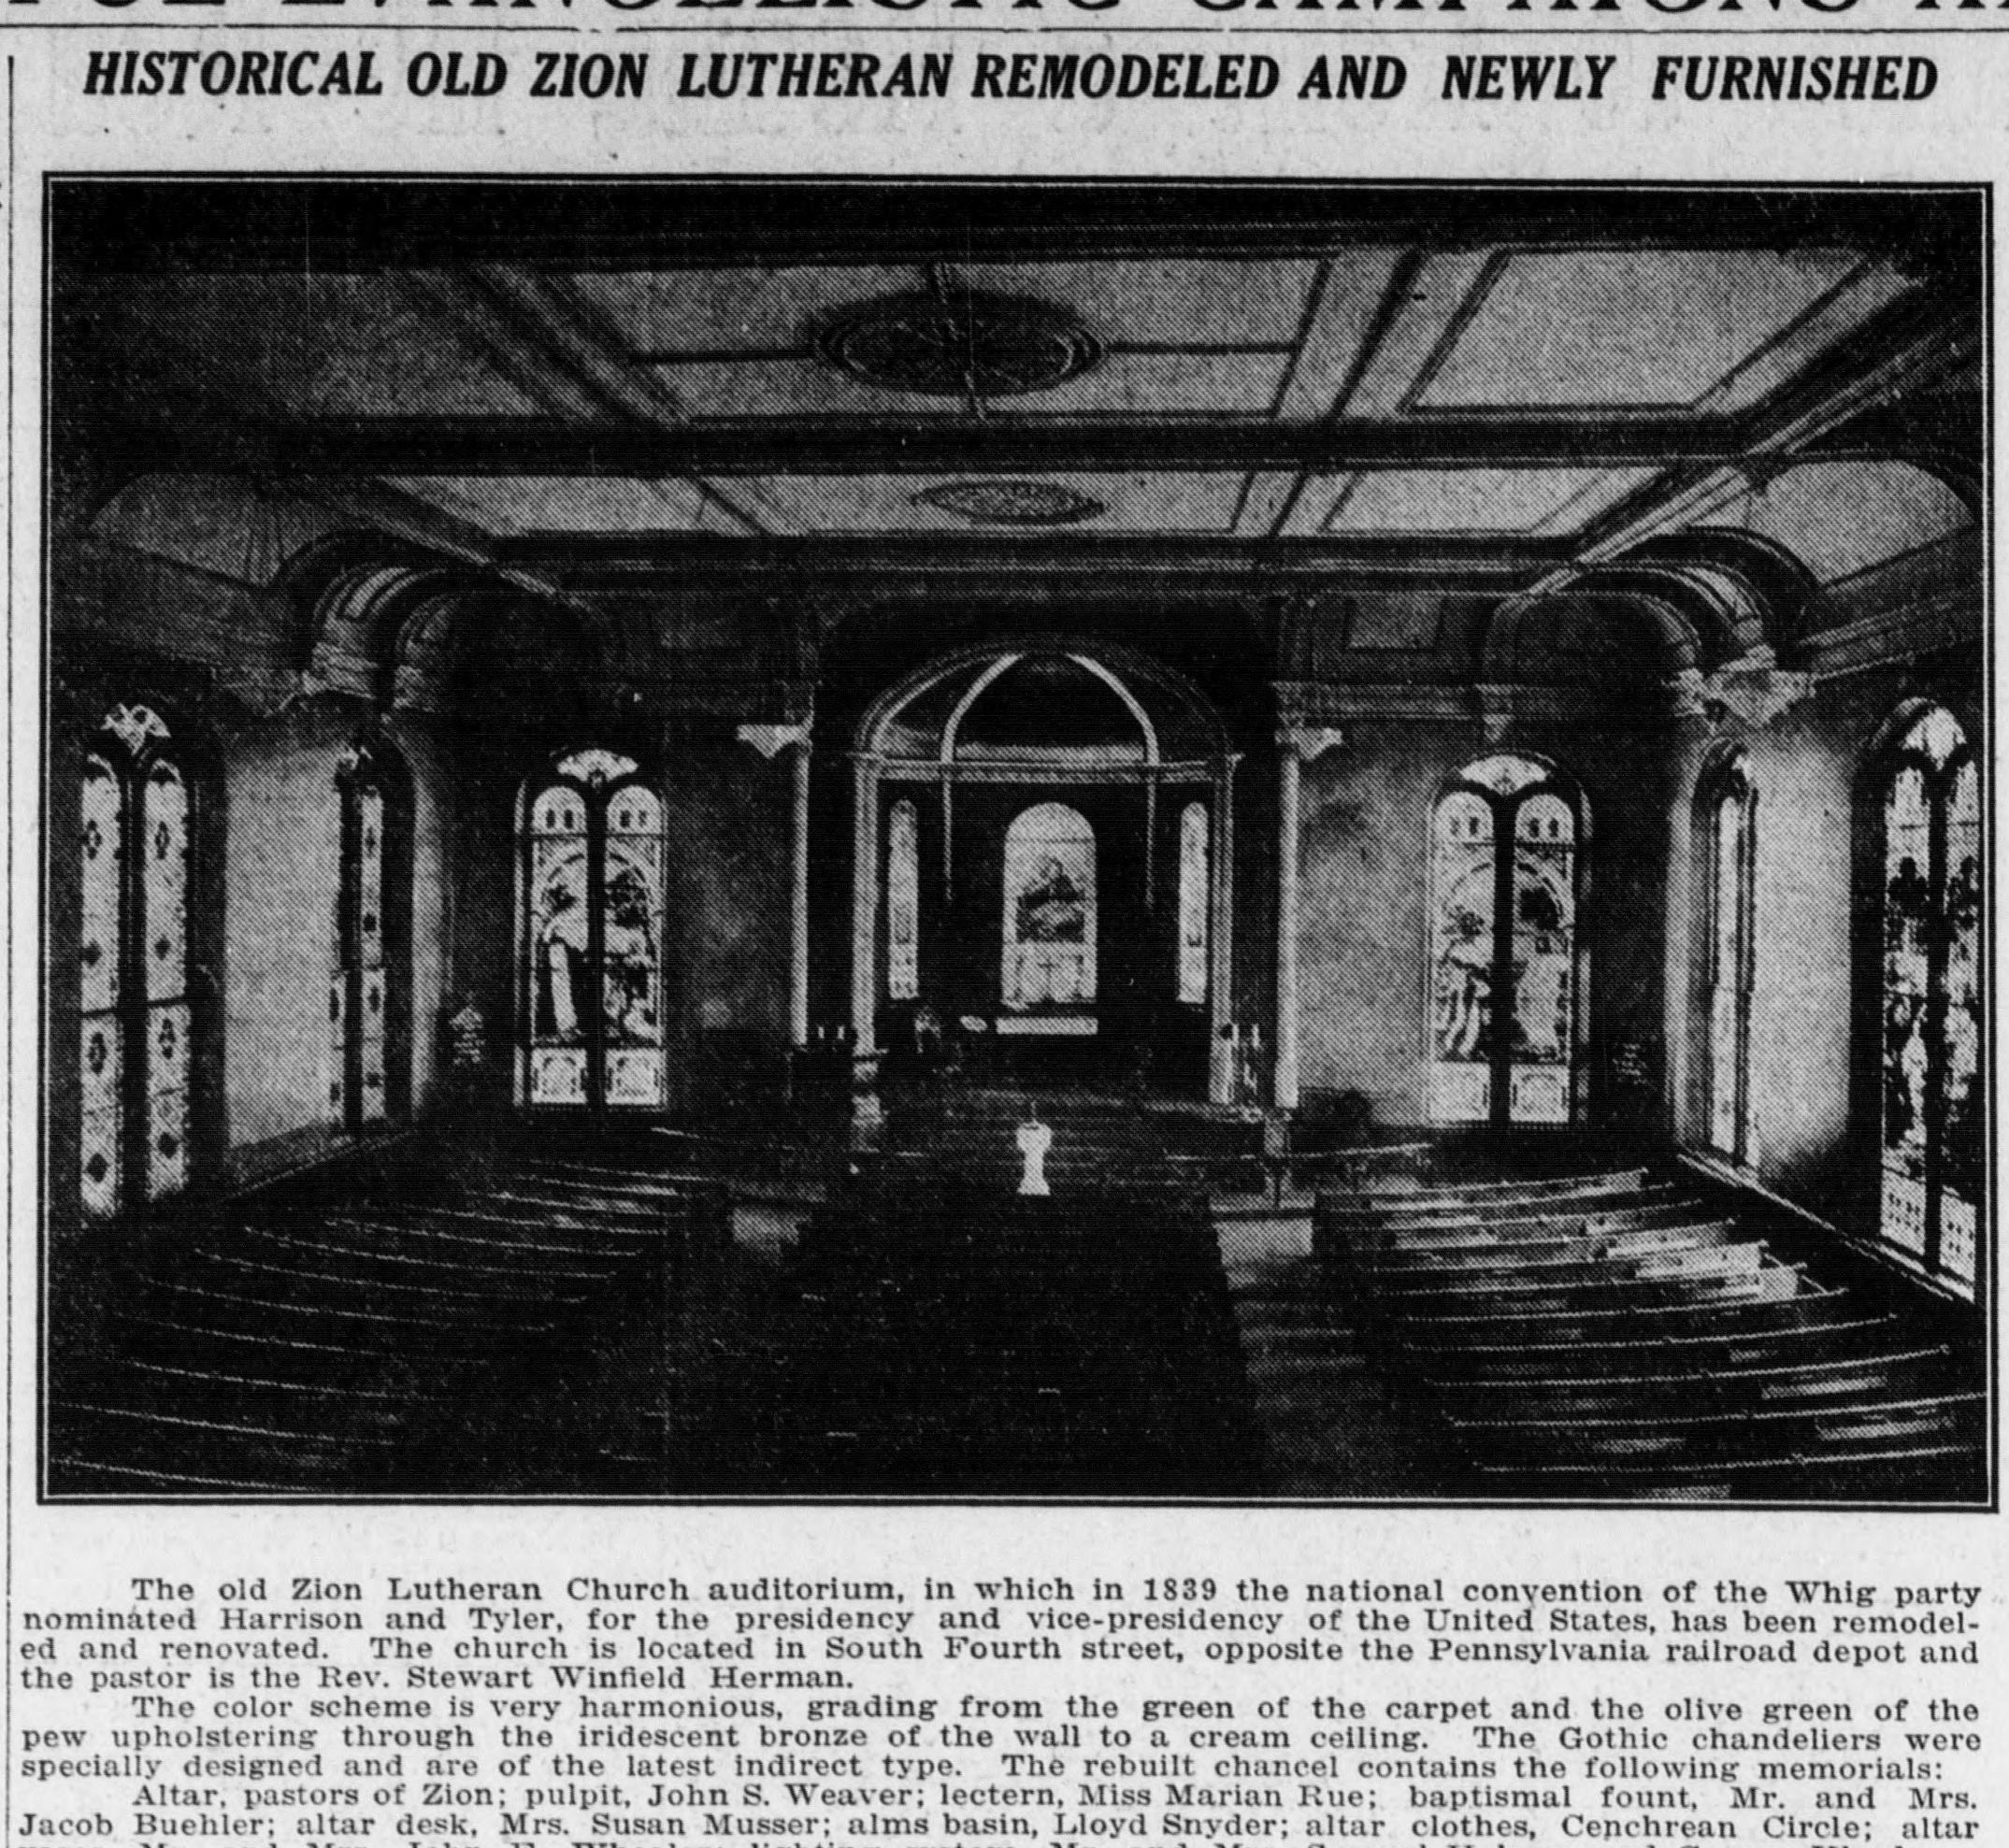 EVANGELISTIC CAMPAIGNS
HISTORICAL OLD ZION LUTHERAN REMODELED AND NEWLY FURNISHED
The old Zion Lutheran Church auditorium, in which in 1839 the national convention of the Whig party
nominated Harrison and Tyler, for the presidency and vice-presidency of the United States, has been remodel-
ed and renovated. The church is located in South Fourth street, opposite the Pennsylvania railroad depot and
the pastor is the Rev. Stewart Winfield Herman.
The color scheme is very harmonious, grading from the green of the carpet and the olive green of the
pew upholstering through the iridescent bronze of the wall to a cream ceiling. The Gothic chandeliers were
specially designed and are of the latest indirect type. The rebuilt chancel contains the following memorials:
Altar, pastors of Zion; pulpit, John S. Weaver; lectern, Miss Marian Rue; baptismal fount, Mr. and Mrs.
Jacob Buehler; altar desk, Mrs. Susan Musser; alms basin, Lloyd Snyder; altar clothes, Cenchrean Circle; altar